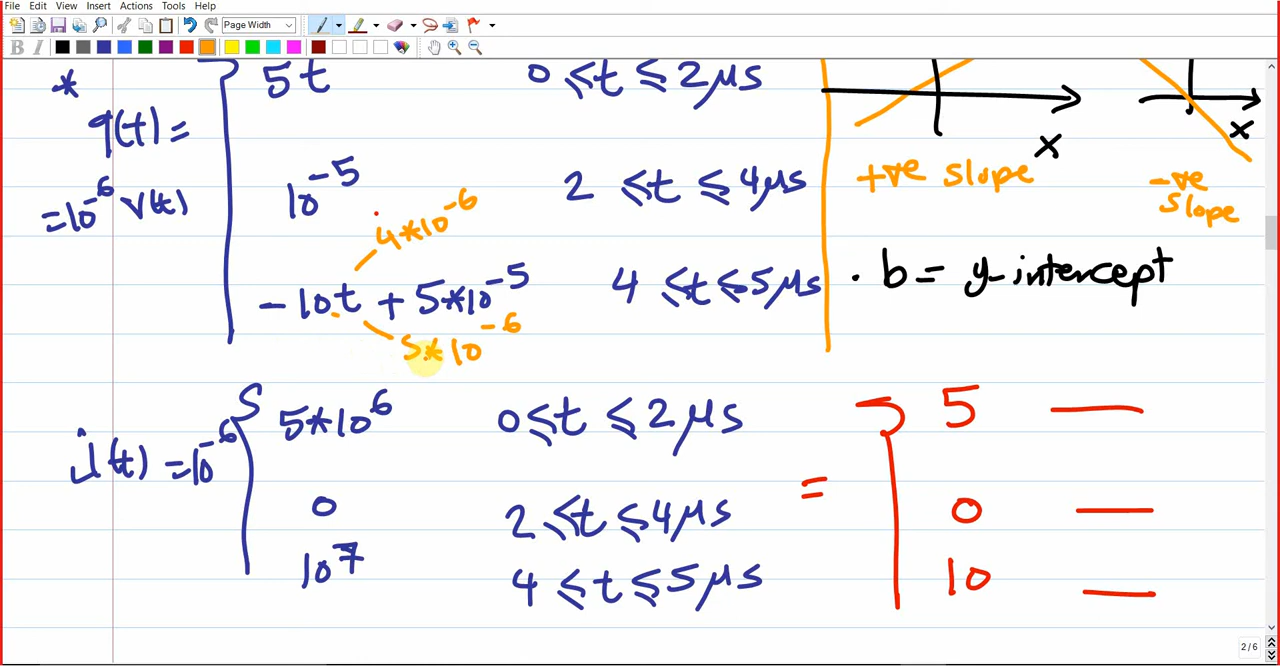 File Edit View Insert Actions Tools Help
Page Width
B I
* 5t 0 ≤ t ≤ 2μs
q(t) =
x x
10^-5 2 ≤ t ≤ 4μs +ve slope -ve slope
= 10^-6 v(t)
4*10^-6
-10t + 5*10^-5 4 ≤ t ≤ 5μs • b = y-intercept
5*10^-6
5*10^6 0 ≤ t ≤ 2μs 5
i(t) = 10^-6
0 2 ≤ t ≤ 4μs = 0
10^7 4 ≤ t ≤ 5μs 10
2/6